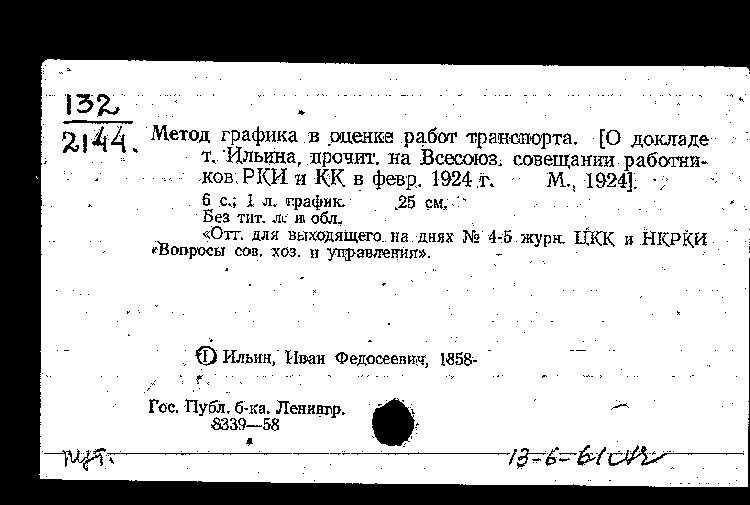 132
2144.
Метод графика в оценке работ транспорта. [О докладе
т. Ильина, прочит. на Всесоюз. совещании работни-
ков РКИ и КК в февр. 1924 г. М., 1924].
6 с.; 1 л. график. 25 см.
Без тит. л. и обл.
«Отт. для выходящего на днях № 4-5 журн. ЦКК и НКРКИ
«Вопросы сов. хоз. и управления».
I Ильин, Иван Федосеевич, 1858-
Гос. Публ. б-ка. Ленингр.
8339—58
13-6-61